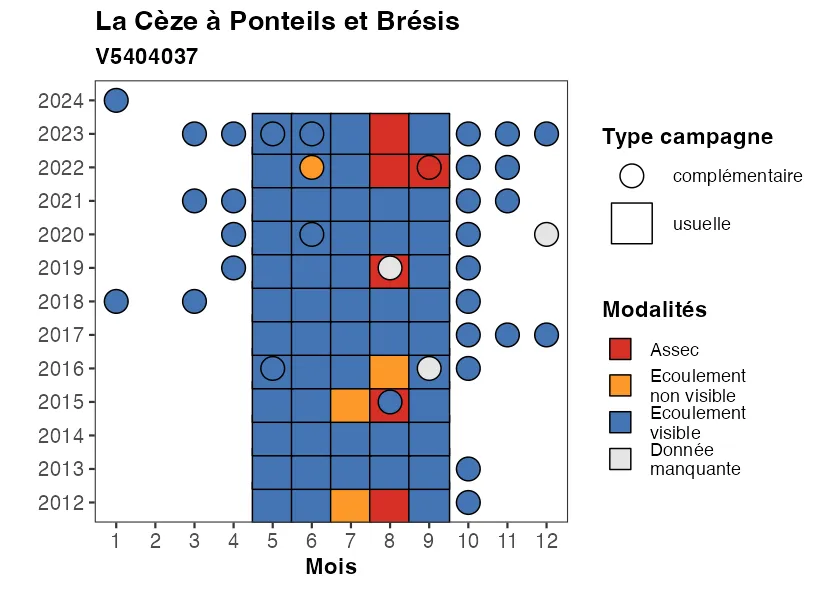 La Cèze à Ponteils et Brésis
V5404037
2024
2023
2022
2021
2020
2019
2018
2017
2016
2015
2014
2013
2012
1 2 3 4 5 6 7 8 9 10 11 12
Mois
Type campagne
complémentaire
usuelle
Modalités
Assec
Ecoulement
non visible
Ecoulement
visible
Donnée
manquante